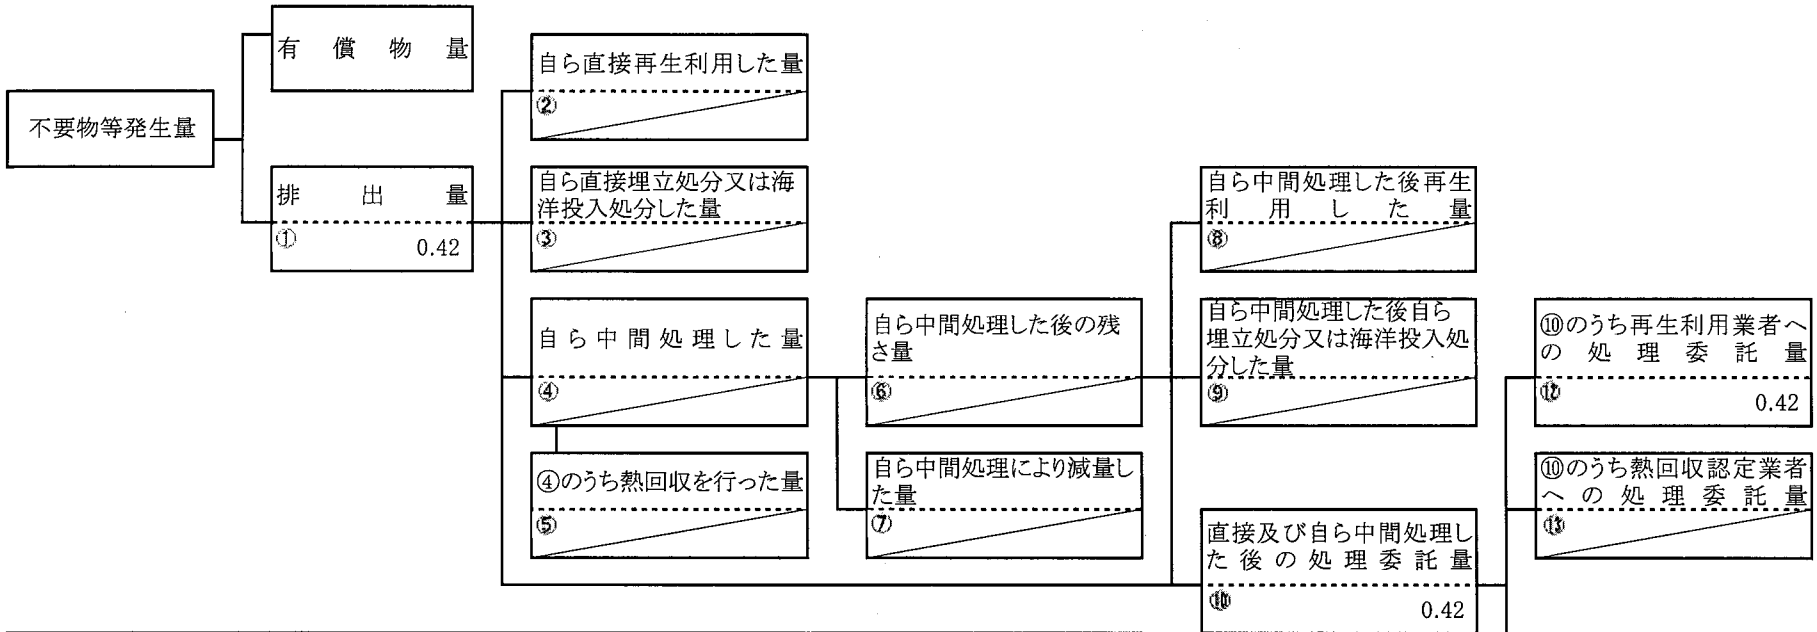 有償物量
不要物等発生量
排出量
①
0.42
自ら直接再生利用した量
②
自ら直接埋立処分又は海
洋投入処分した量
③
自ら中間処理した量
④
④のうち熱回収を行った量
⑤
自ら中間処理した後の残
さ量
⑥
自ら中間処理により減量し
た量
⑦
自ら中間処理した後再生
利用した量
⑧
自ら中間処理した後自ら
埋立処分又は海洋投入処
分した量
⑨
直接及び自ら中間処理し
た後の処理委託量
⑩
0.42
⑩のうち再生利用業者へ
の処理委託量
⑫
0.42
⑩のうち熱回収認定業者
への処理委託量
⑬